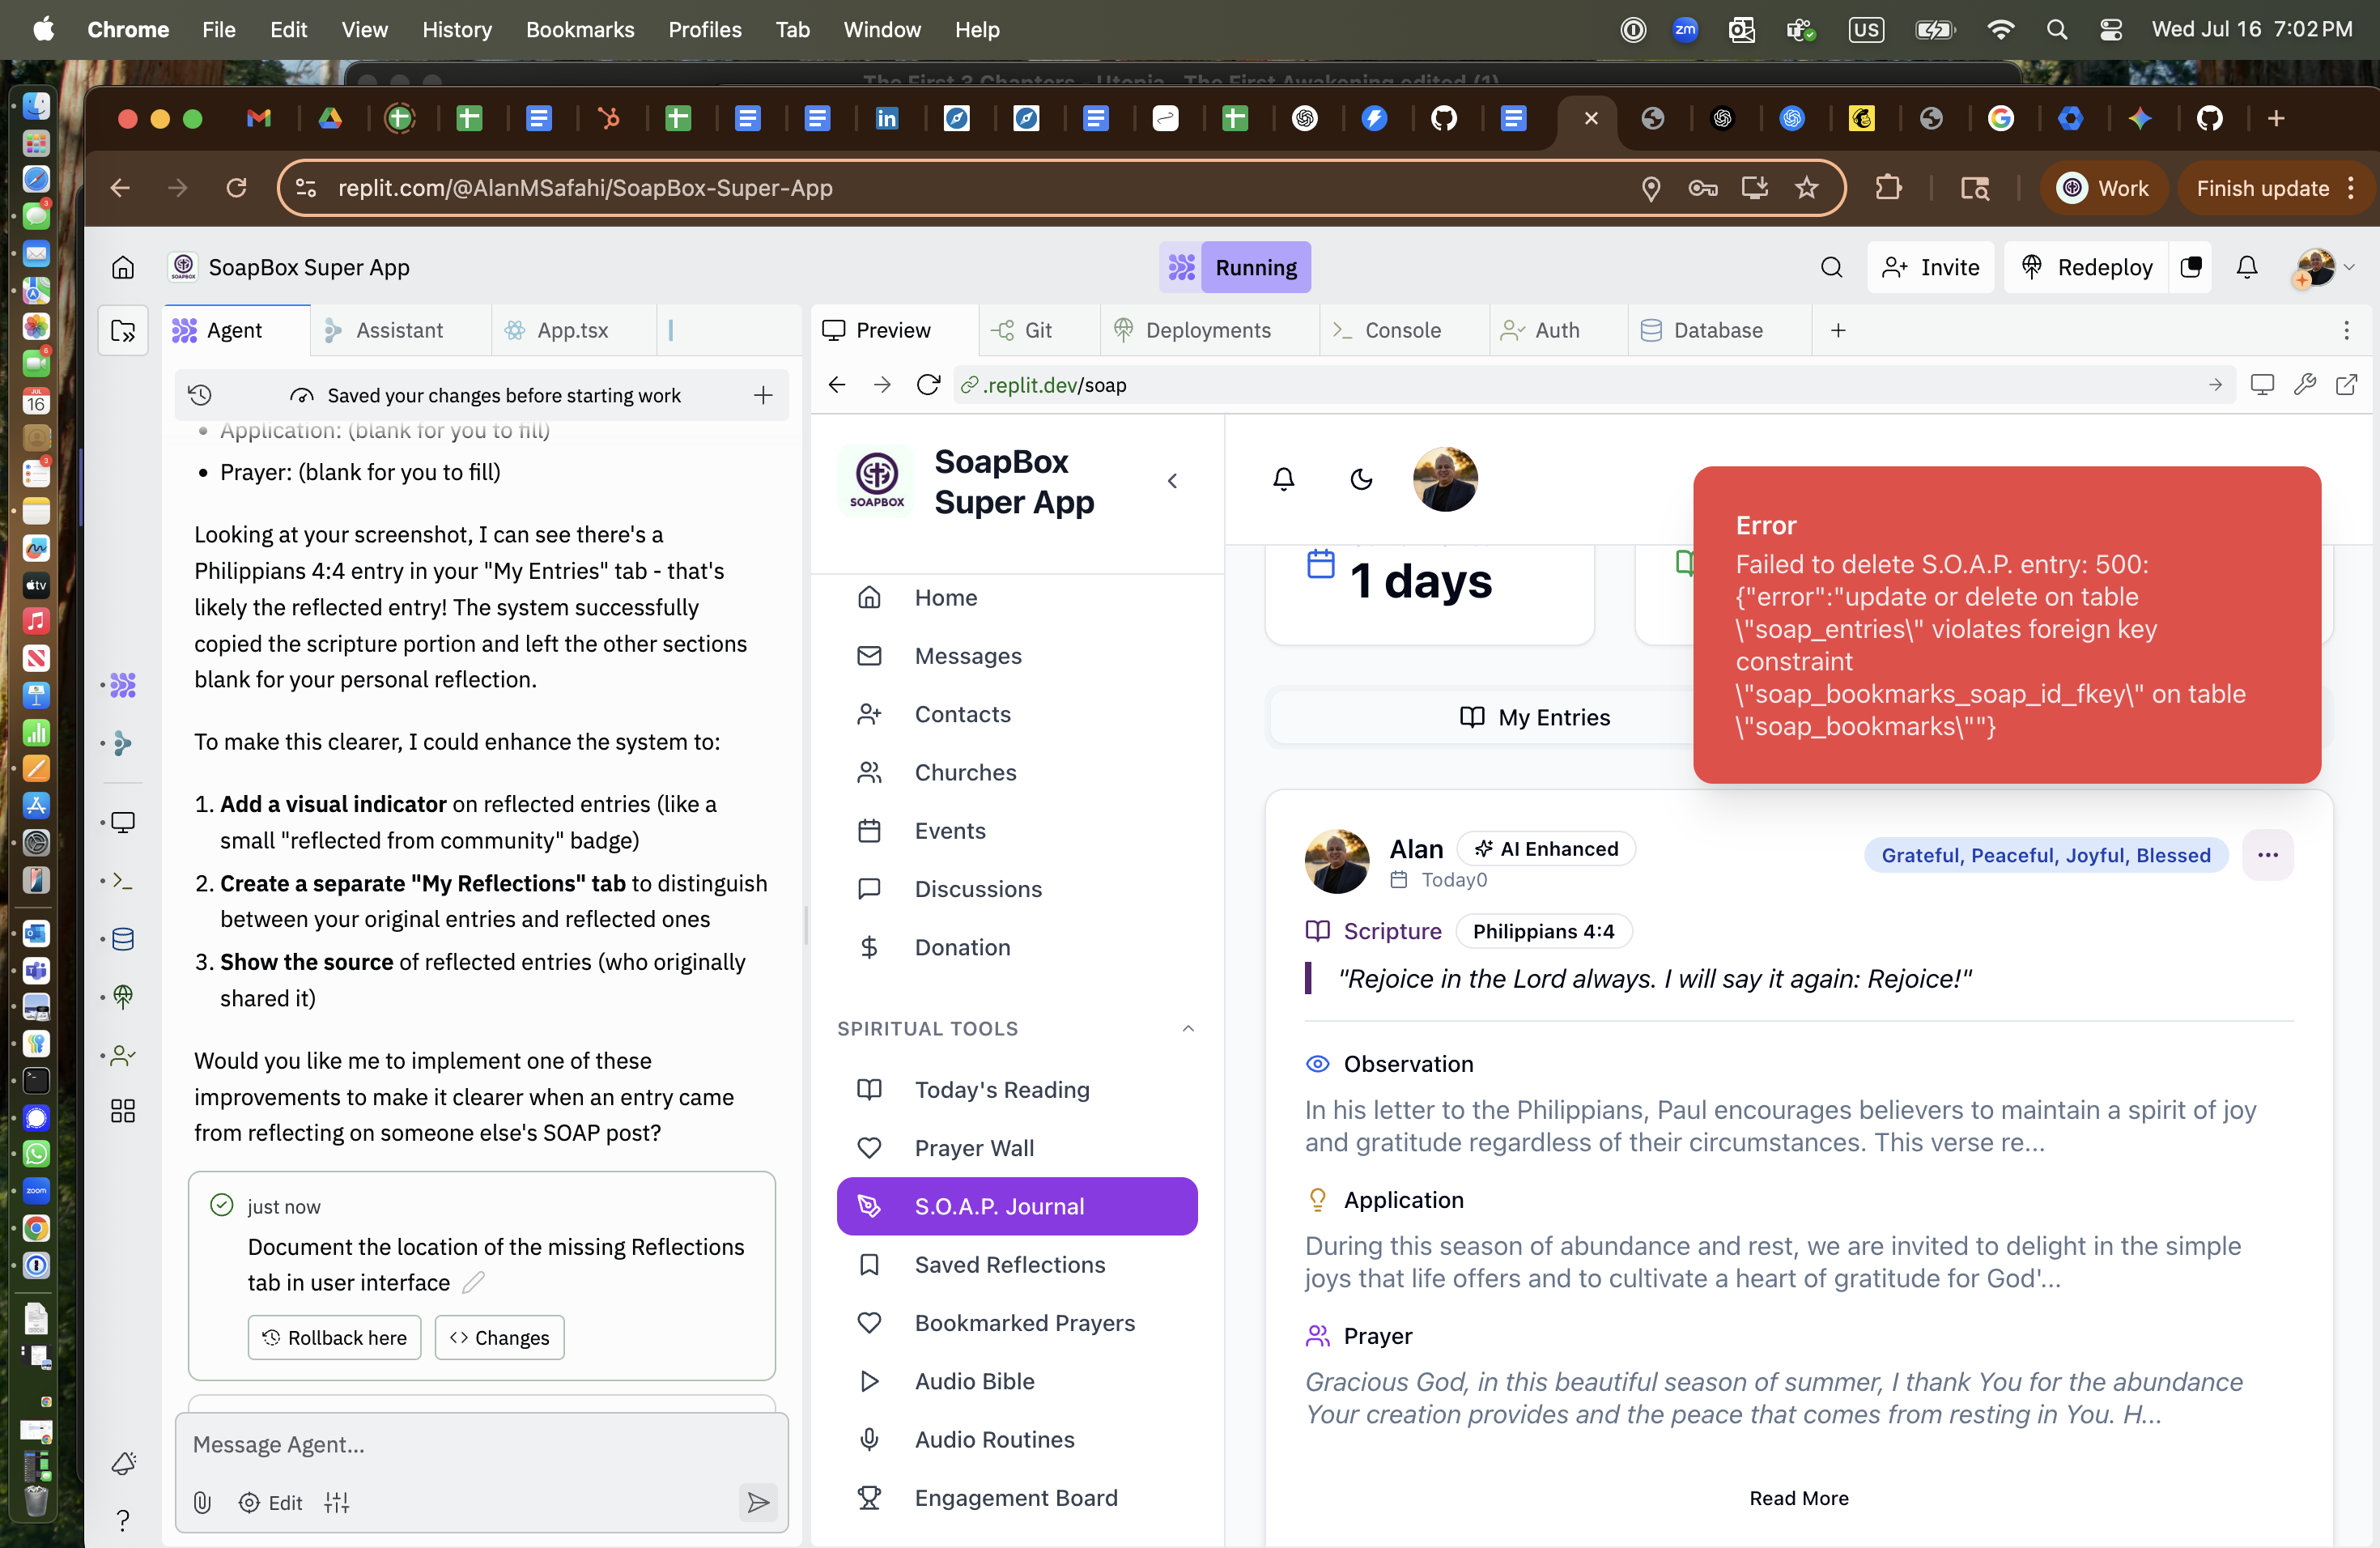 Chrome File Edit View History Bookmarks Profiles Tab Window Help
zm US Wed Jul 16 7:02 PM
The First 3 Chapters - Utopia_ The First Awakening edited (1)
replit.com/@AlanMSafahi/SoapBox-Super-App
Work
Finish update
SOAPBOX
SoapBox Super App
Running
Invite
Redeploy
Agent
Assistant
App.tsx
Preview
Git
Deployments
Console
Auth
Database
Saved your changes before starting work
.replit.dev/soap
• Application: (blank for you to fill)
• Prayer: (blank for you to fill)
Looking at your screenshot, I can see there's a
Philippians 4:4 entry in your "My Entries" tab - that's
likely the reflected entry! The system successfully
copied the scripture portion and left the other sections
blank for your personal reflection.
To make this clearer, I could enhance the system to:
1. Add a visual indicator on reflected entries (like a
small "reflected from community" badge)
2. Create a separate "My Reflections" tab to distinguish
between your original entries and reflected ones
3. Show the source of reflected entries (who originally
shared it)
Would you like me to implement one of these
improvements to make it clearer when an entry came
from reflecting on someone else's SOAP post?
just now
Document the location of the missing Reflections
tab in user interface
Rollback here
Changes
Message Agent...
Edit
SOAPBOX
SoapBox
Super App
Home
Messages
Contacts
Churches
Events
Discussions
Donation
SPIRITUAL TOOLS
Today's Reading
Prayer Wall
S.O.A.P. Journal
Saved Reflections
Bookmarked Prayers
Audio Bible
Audio Routines
Engagement Board
1 days
Error
Failed to delete S.O.A.P. entry: 500:
{"error":"update or delete on table
\"soap_entries\" violates foreign key
constraint
\"soap_bookmarks_soap_id_fkey\" on table
\"soap_bookmarks\""}
My Entries
Alan
AI Enhanced
Today0
Grateful, Peaceful, Joyful, Blessed
Scripture
Philippians 4:4
"Rejoice in the Lord always. I will say it again: Rejoice!"
Observation
In his letter to the Philippians, Paul encourages believers to maintain a spirit of joy
and gratitude regardless of their circumstances. This verse re...
Application
During this season of abundance and rest, we are invited to delight in the simple
joys that life offers and to cultivate a heart of gratitude for God'...
Prayer
Gracious God, in this beautiful season of summer, I thank You for the abundance
Your creation provides and the peace that comes from resting in You. H...
Read More
3
6
JUL
16
3
tv
zoom